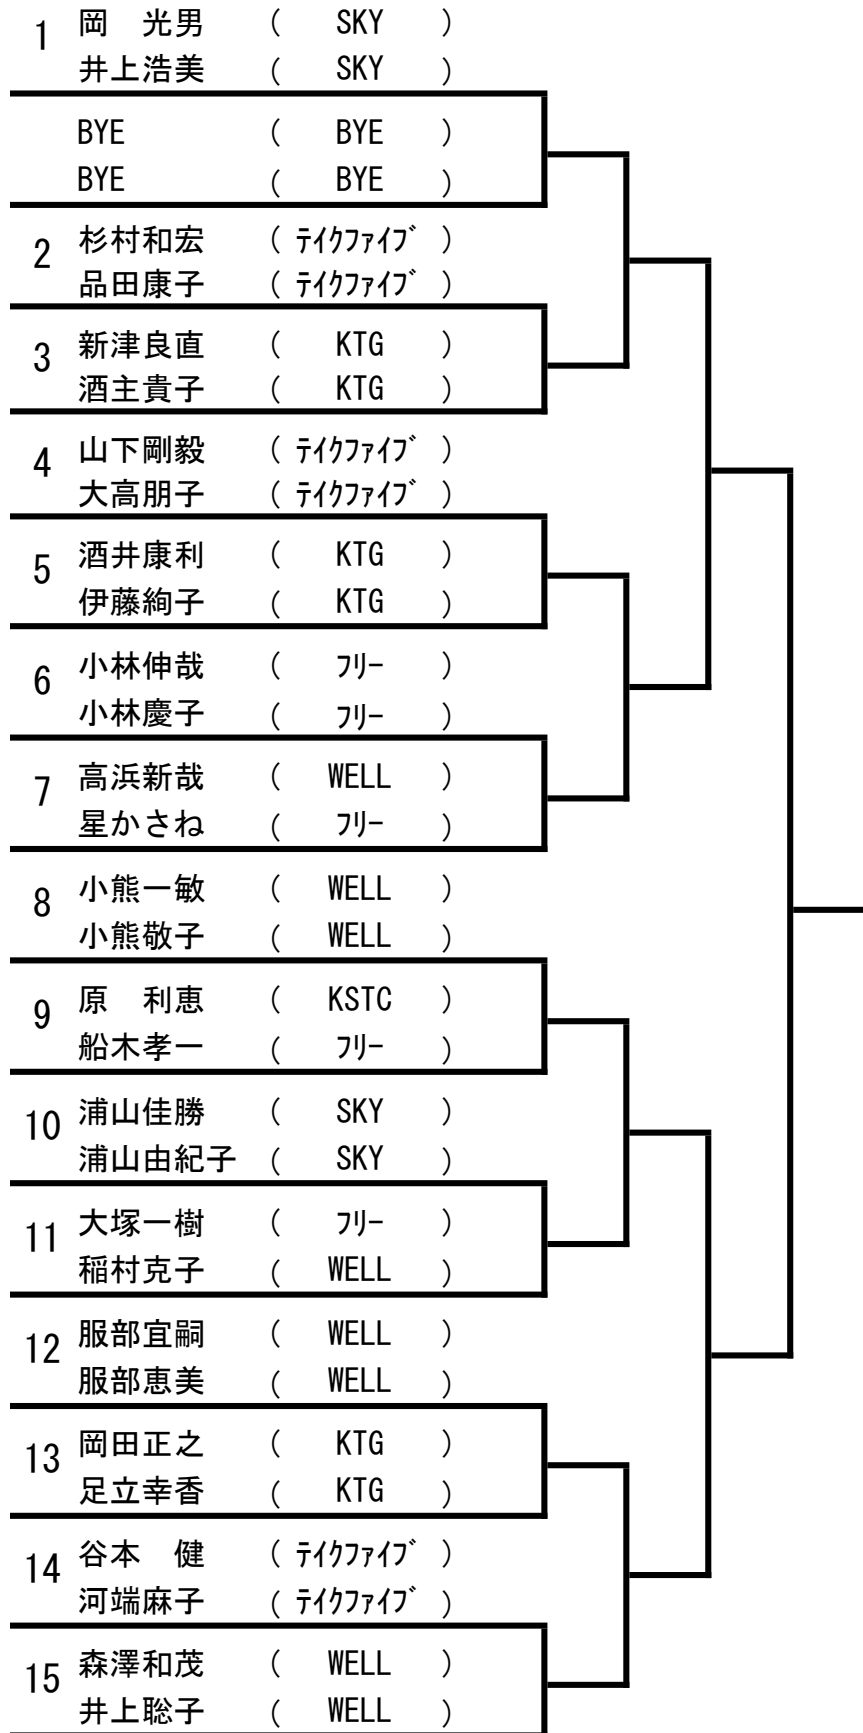 1 岡　光男 ( SKY )
井上浩美 ( SKY )
BYE ( BYE )
BYE ( BYE )
2 杉村和宏 ( ﾃｲｸﾌｧｲﾌﾞ )
品田康子 ( ﾃｲｸﾌｧｲﾌﾞ )
3 新津良直 ( KTG )
酒主貴子 ( KTG )
4 山下剛毅 ( ﾃｲｸﾌｧｲﾌﾞ )
大高朋子 ( ﾃｲｸﾌｧｲﾌﾞ )
5 酒井康利 ( KTG )
伊藤絢子 ( KTG )
6 小林伸哉 ( ﾌﾘｰ )
小林慶子 ( ﾌﾘｰ )
7 高浜新哉 ( WELL )
星かさね ( ﾌﾘｰ )
8 小熊一敏 ( WELL )
小熊敬子 ( WELL )
9 原　利恵 ( KSTC )
船木孝一 ( ﾌﾘｰ )
10 浦山佳勝 ( SKY )
浦山由紀子 ( SKY )
11 大塚一樹 ( ﾌﾘｰ )
稲村克子 ( WELL )
12 服部宜嗣 ( WELL )
服部恵美 ( WELL )
13 岡田正之 ( KTG )
足立幸香 ( KTG )
14 谷本　健 ( ﾃｲｸﾌｧｲﾌﾞ )
河端麻子 ( ﾃｲｸﾌｧｲﾌﾞ )
15 森澤和茂 ( WELL )
井上聡子 ( WELL )